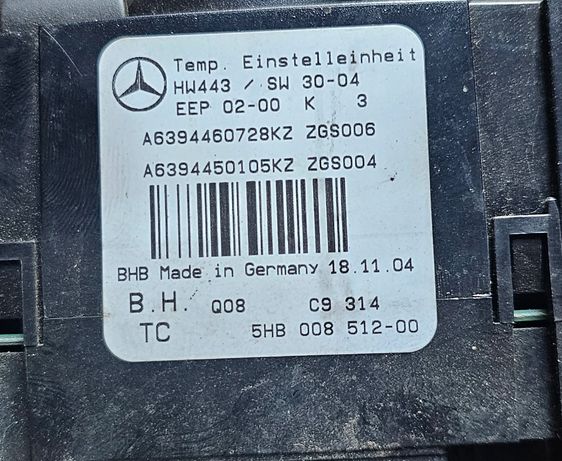 Temp. Einstelleinheit
HW443 / SW 30-04
EEP 02-00 K 3
A6394460728KZ ZGS006
A6394450105KZ ZGS004
BHB Made in Germany 18.11.04
B.H. Q08 C9 314
TC 5HB 008 512-00